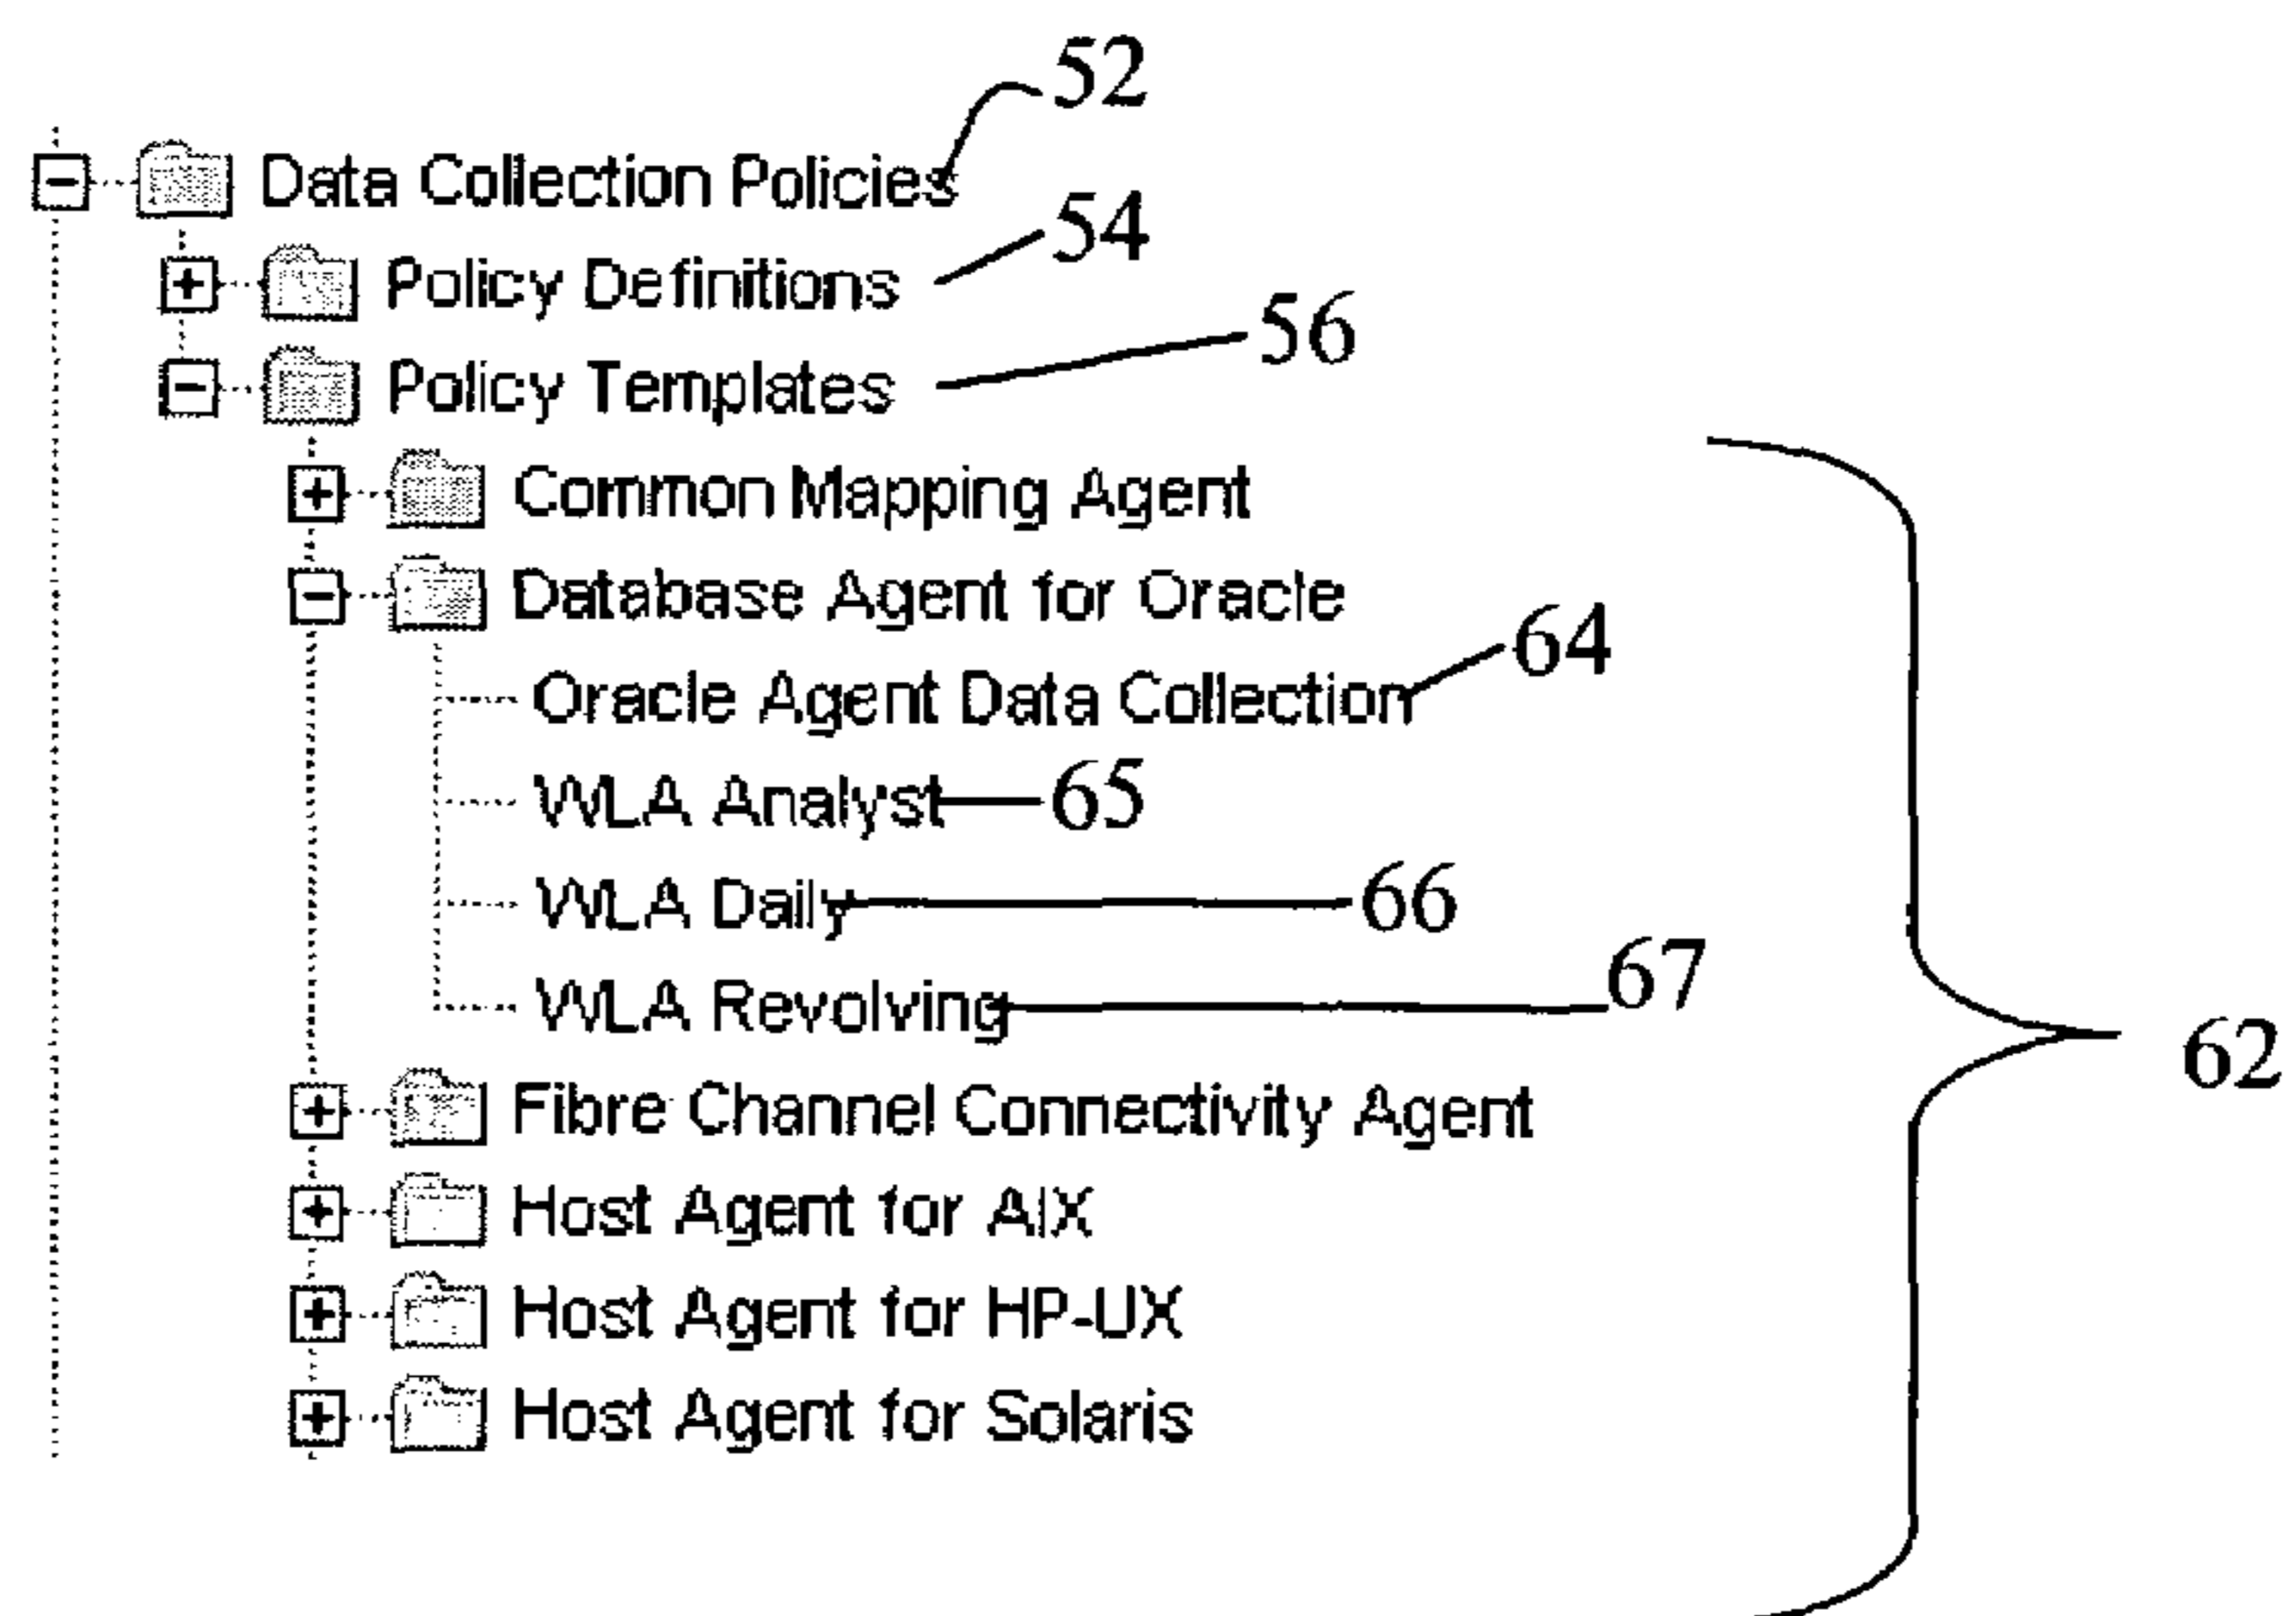 52
Data Collection Policies
54
Policy Definitions
56
Policy Templates
Common Mapping Agent
Database Agent for Oracle
64
Oracle Agent Data Collection
WLA Analyst 65
WLA Daily 66
WLA Revolving 67
62
Fibre Channel Connectivity Agent
Host Agent for AIX
Host Agent for HP-UX
Host Agent for Solaris